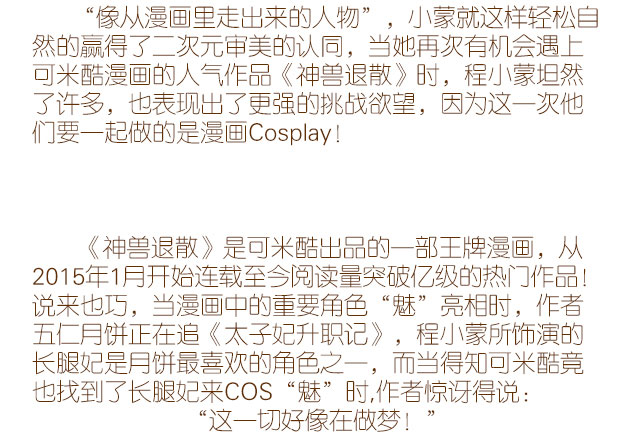 “像从漫画里走出来的人物”，小蒙就这样轻松自
然的赢得了二次元审美的认同，当她再次有机会遇上
可米酷漫画的人气作品《神兽退散》时，程小蒙坦然
了许多，也表现出了更强的挑战欲望，因为这一次他
们要一起做的是漫画Cosplay！
《神兽退散》是可米酷出品的一部王牌漫画，从
2015年1月开始连载至今阅读量突破亿级的热门作品！
说来也巧，当漫画中的重要角色“魅”亮相时，作者
五仁月饼正在追《太子妃升职记》，程小蒙所饰演的
长腿妃是月饼最喜欢的角色之一，而当得知可米酷竟
也找到了长腿妃来COS“魅”时,作者惊讶得说：
“这一切好像在做梦！”